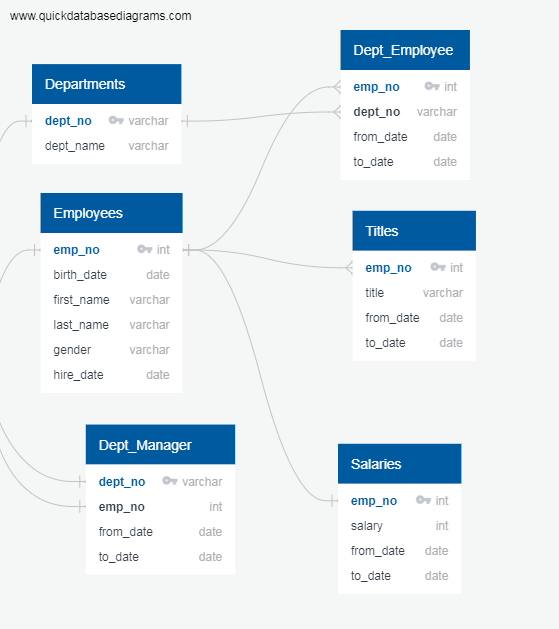 www.quickdatabasediagrams.com
Departments
dept_no varchar
dept_name varchar
Employees
emp_no int
birth_date date
first_name varchar
last_name varchar
gender varchar
hire_date date
Dept_Manager
dept_no varchar
emp_no int
from_date date
to_date date
Dept_Employee
emp_no int
dept_no varchar
from_date date
to_date date
Titles
emp_no int
title varchar
from_date date
to_date date
Salaries
emp_no int
salary int
from_date date
to_date date